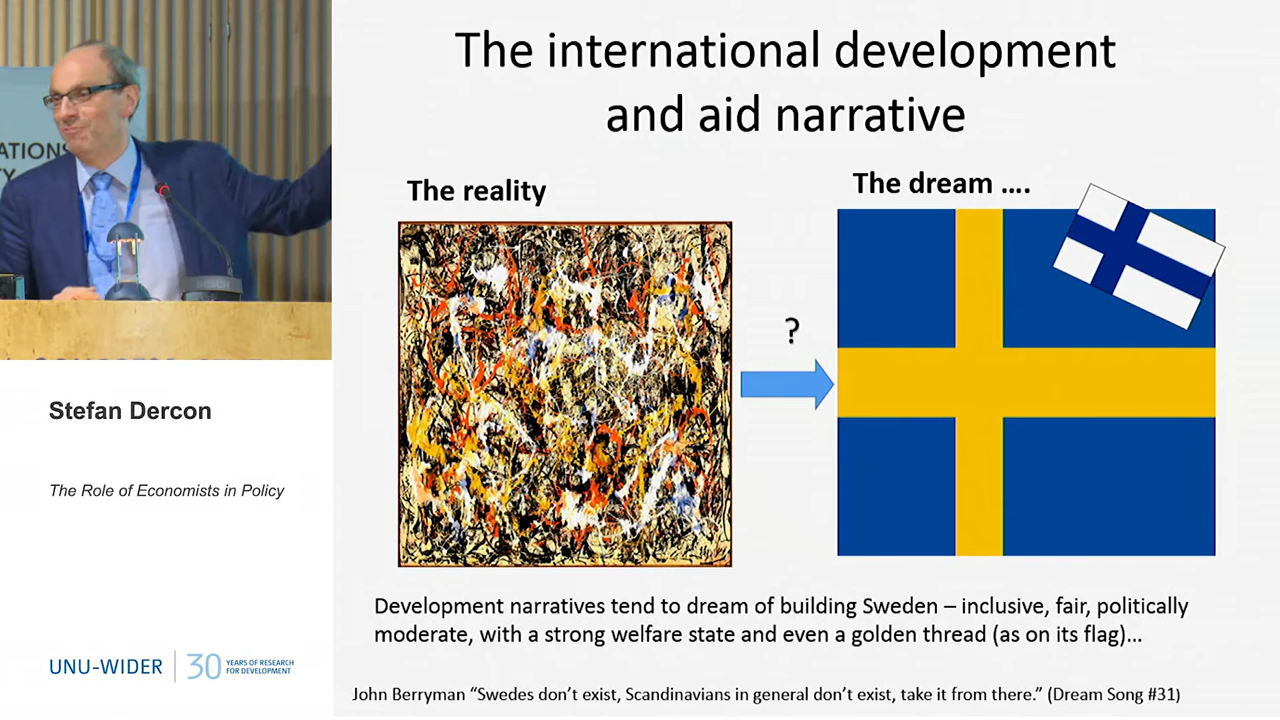 The international development
and aid narrative
The reality
The dream ....
?
Development narratives tend to dream of building Sweden – inclusive, fair, politically
moderate, with a strong welfare state and even a golden thread (as on its flag)…
John Berryman “Swedes don’t exist, Scandinavians in general don’t exist, take it from there.” (Dream Song #31)
Stefan Dercon
The Role of Economists in Policy
UNU-WIDER
30
YEARS OF RESEARCH
FOR DEVELOPMENT